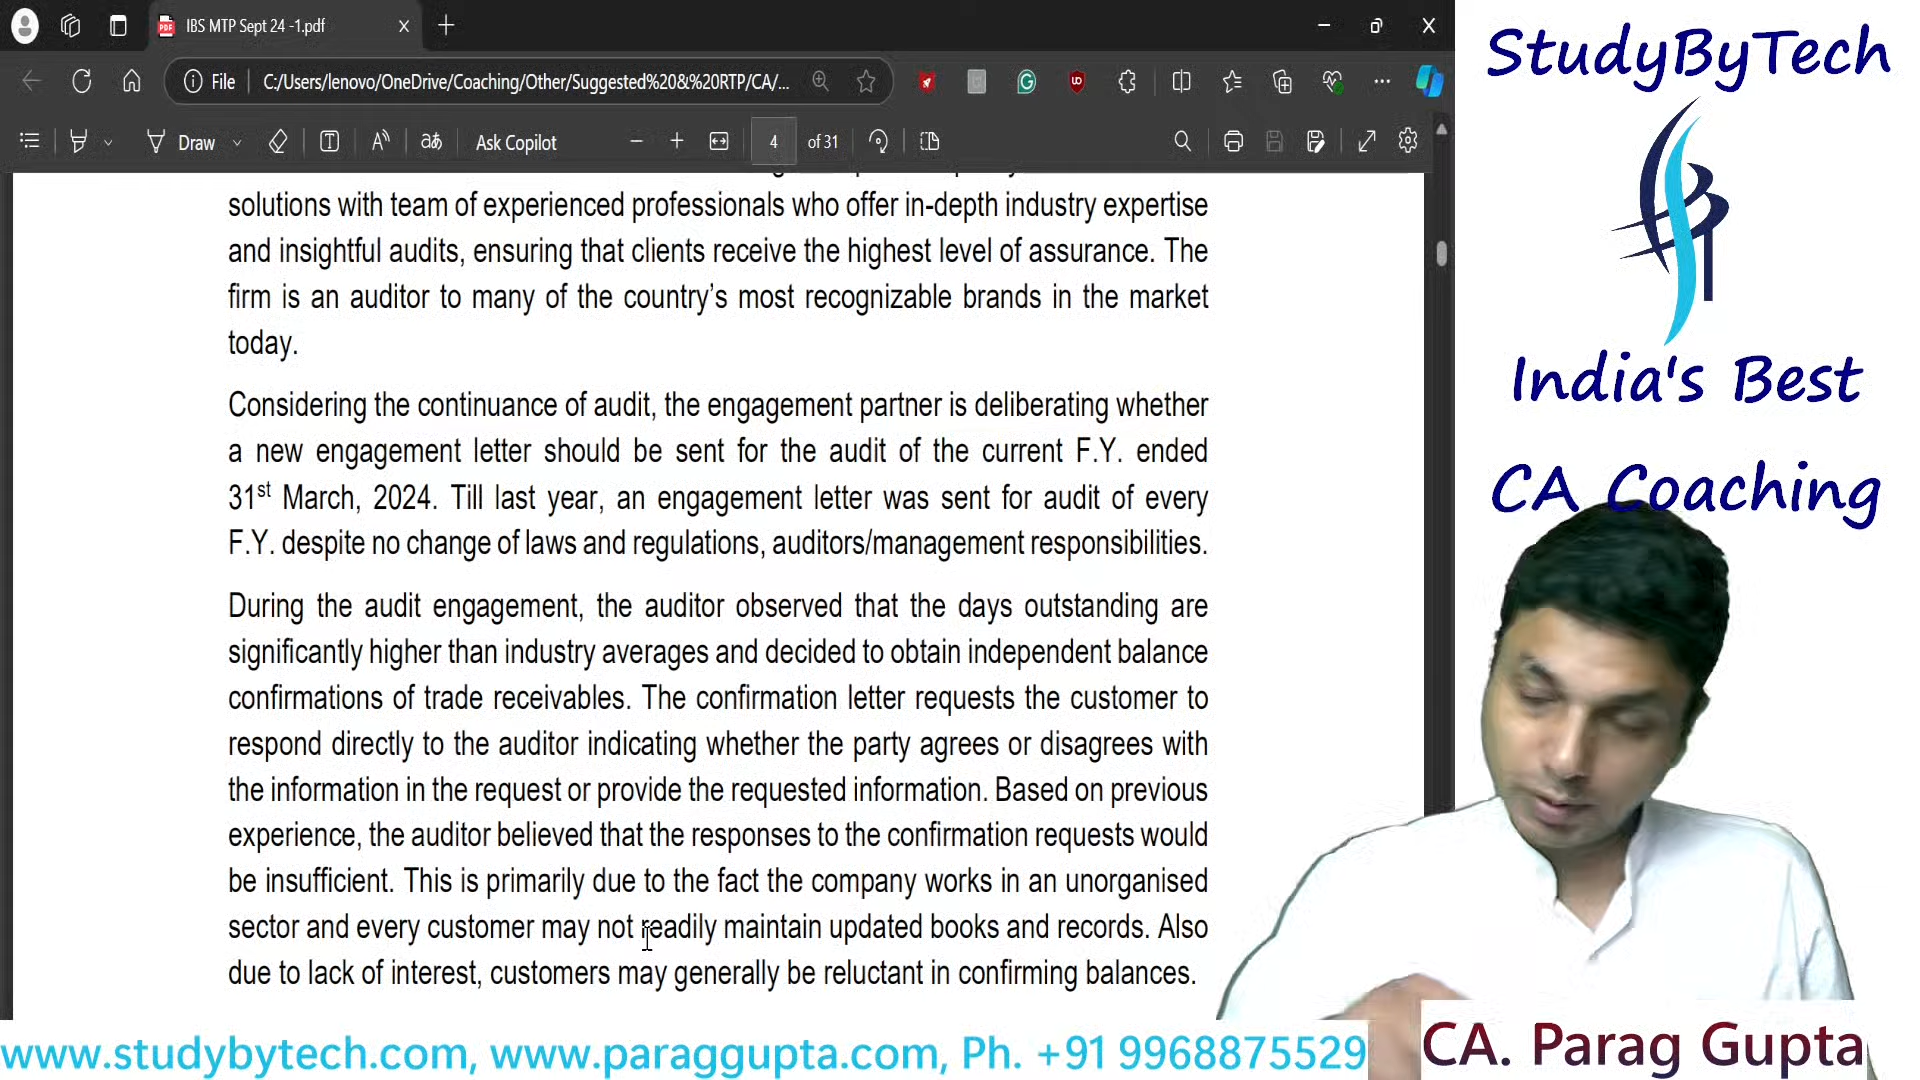 IBS MTP Sept 24 -1.pdf
File
C:/Users/lenovo/OneDrive/Coaching/Other/Suggested%20&%20RTP/CA/...
Draw
Ask Copilot
4 of 31
solutions with team of experienced professionals who offer in-depth industry expertise
and insightful audits, ensuring that clients receive the highest level of assurance. The
firm is an auditor to many of the country's most recognizable brands in the market
today.
Considering the continuance of audit, the engagement partner is deliberating whether
a new engagement letter should be sent for the audit of the current F.Y. ended
31st March, 2024. Till last year, an engagement letter was sent for audit of every
F.Y. despite no change of laws and regulations, auditors/management responsibilities.
During the audit engagement, the auditor observed that the days outstanding are
significantly higher than industry averages and decided to obtain independent balance
confirmations of trade receivables. The confirmation letter requests the customer to
respond directly to the auditor indicating whether the party agrees or disagrees with
the information in the request or provide the requested information. Based on previous
experience, the auditor believed that the responses to the confirmation requests would
be insufficient. This is primarily due to the fact the company works in an unorganised
sector and every customer may not readily maintain updated books and records. Also
due to lack of interest, customers may generally be reluctant in confirming balances.
StudyByTech
India's Best
CA Coaching
www.studybytech.com, www.paraggupta.com, Ph. +91 9968875529
CA. Parag Gupta